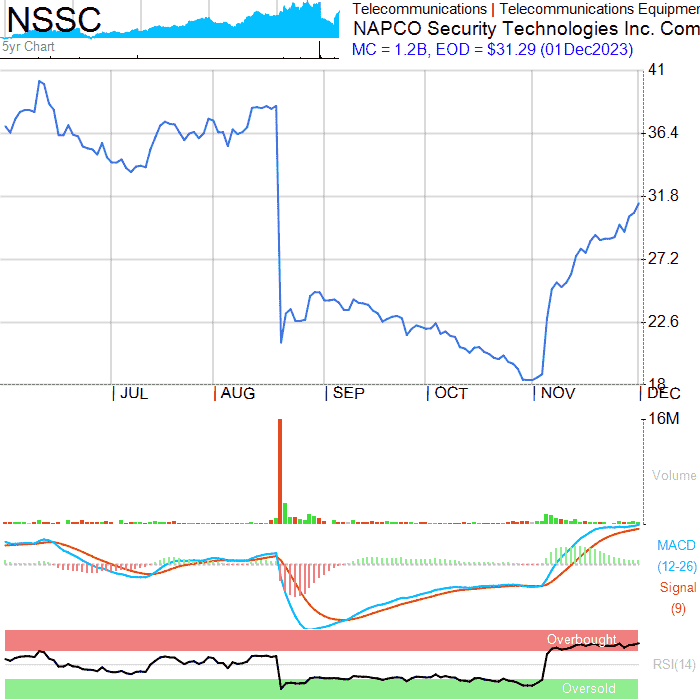 NSSC
5yr Chart
Telecommunications | Telecommunications Equipmen
NAPCO Security Technologies Inc. Com
MC = 1.2B, EOD = $31.29 (01Dec2023)
41
36.4
31.8
27.2
22.6
18
JUL AUG SEP OCT NOV DEC
16M
Volume
MACD
(12-26)
Signal
(9)
Overbought
RSI(14)
Oversold